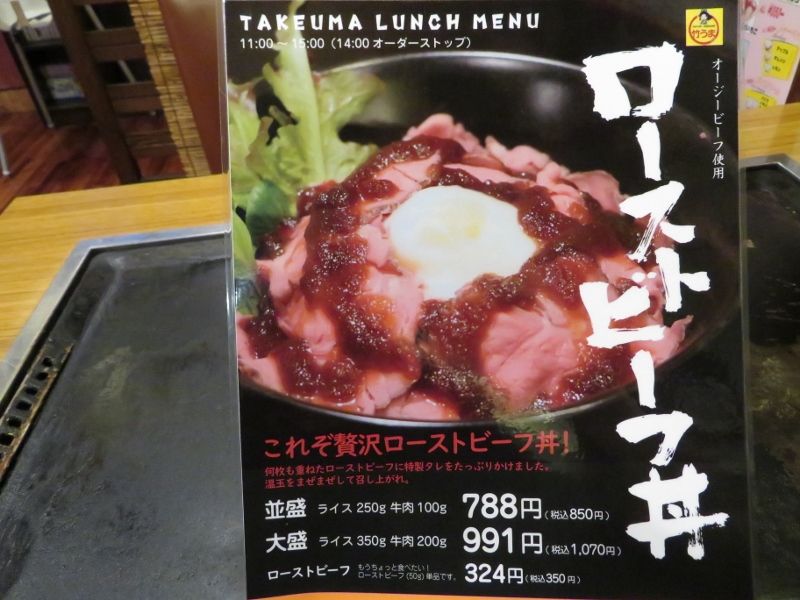 TAKEUMA LUNCH MENU
11:00～15:00（14:00オーダーストップ）
竹うま
オージービーフ使用
ローストビーフ丼
これぞ贅沢ローストビーフ丼！
何枚も重ねたローストビーフに特製タレをたっぷりかけました。
温玉をまぜまぜして召し上がれ。
並盛 ライス 250g 牛肉 100g 788円(税込850円)
大盛 ライス 350g 牛肉 200g 991円(税込1,070円)
ローストビーフ もうちょっと食べたい！
ローストビーフ(50g)単品です。 324円(税込350円)